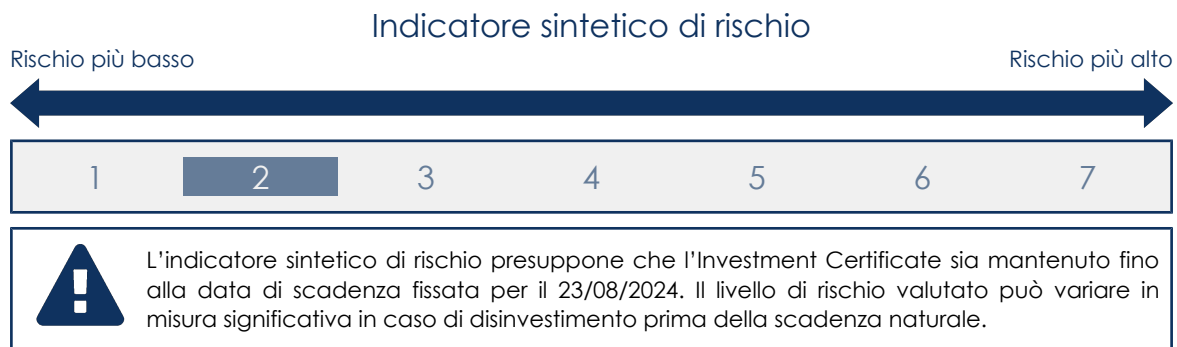 Indicatore sintetico di rischio
Rischio più basso
Rischio più alto
1 2 3 4 5 6 7
L’indicatore sintetico di rischio presuppone che l’Investment Certificate sia mantenuto fino
alla data di scadenza fissata per il 23/08/2024. Il livello di rischio valutato può variare in
misura significativa in caso di disinvestimento prima della scadenza naturale.